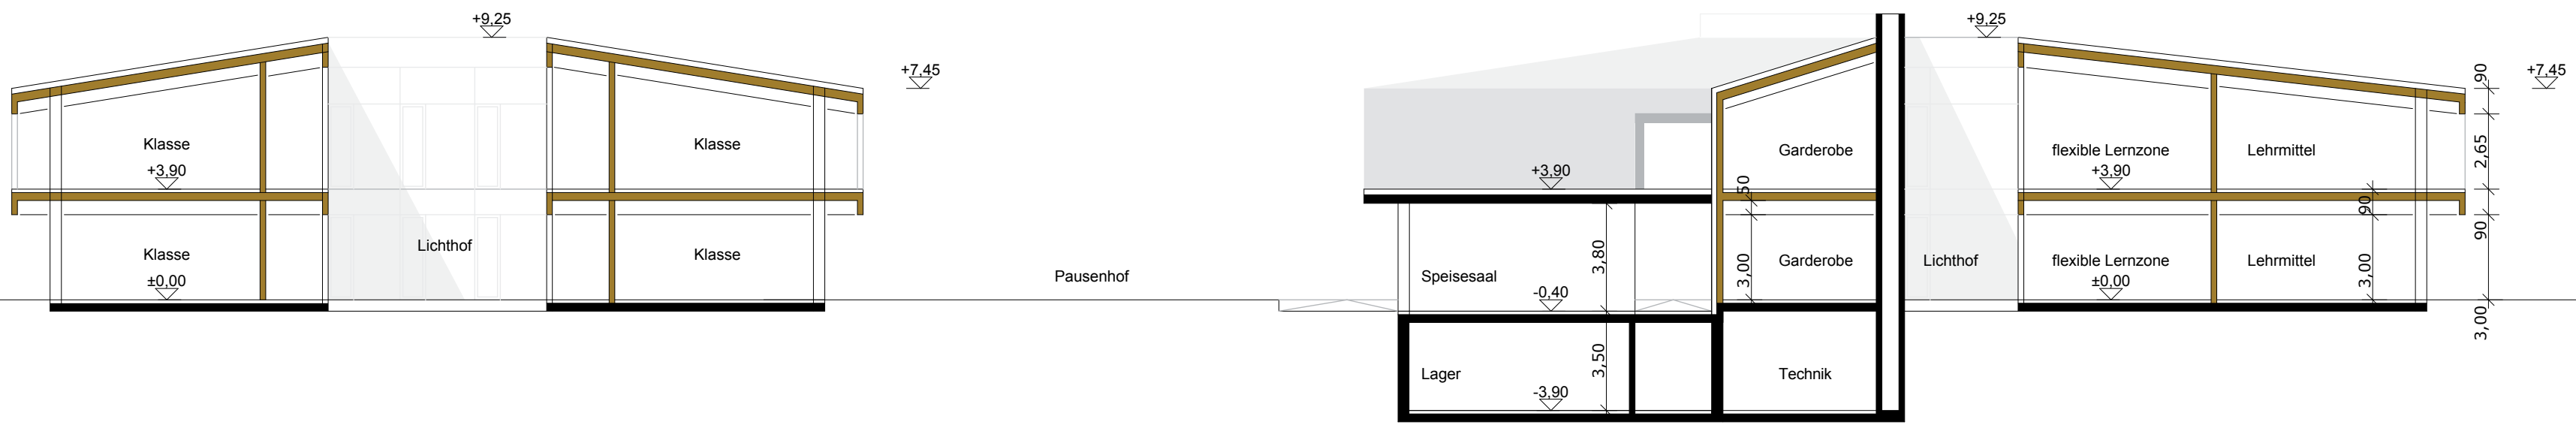 +9,25
+9,25
+7,45
+7,45
90
Klasse
Klasse
Garderobe
flexible Lernzone
Lehrmittel
2,65
+3,90
+3,90
+3,90
50
90
90
Lichthof
Klasse
Klasse
Pausenhof
Speisesaal
3,80
3,00
Garderobe
Lichthof
flexible Lernzone
Lehrmittel
3,00
±0,00
-0,40
±0,00
3,00
Lager
3,50
Technik
-3,90